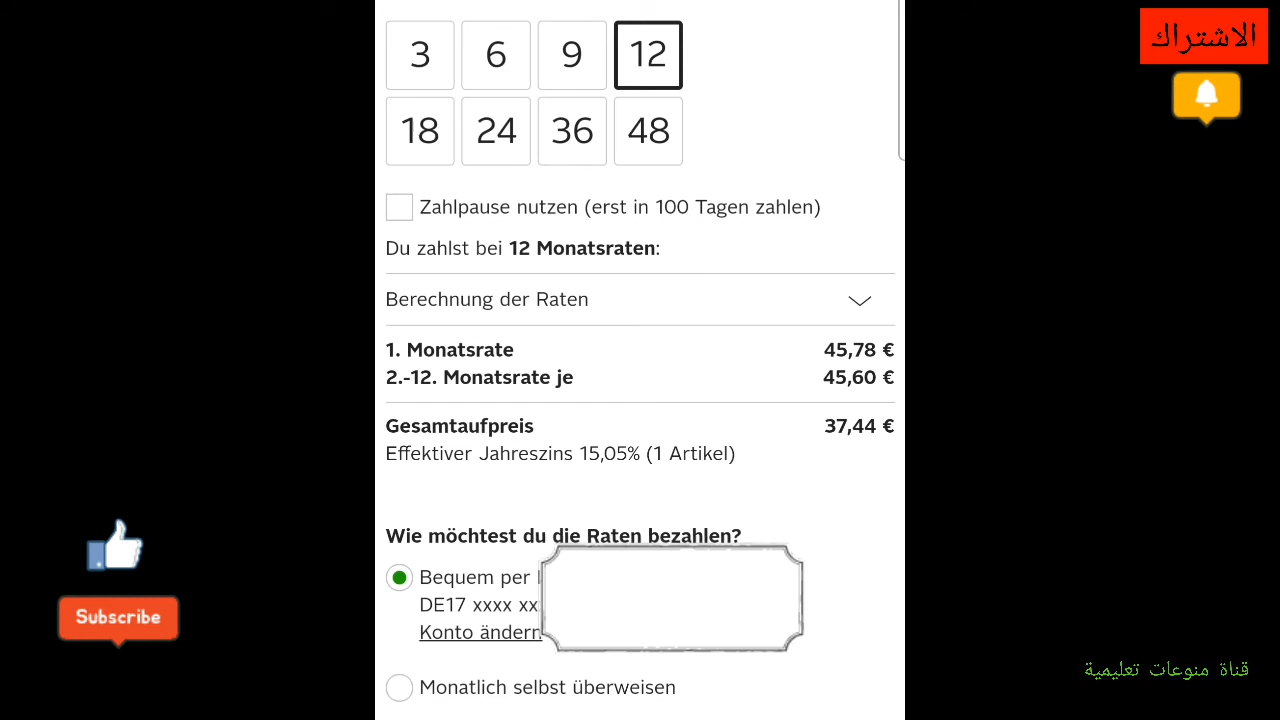 الاشتراك
3 6 9 12
18 24 36 48
Zahlpause nutzen (erst in 100 Tagen zahlen)
Du zahlst bei 12 Monatsraten:
Berechnung der Raten
1. Monatsrate 45,78 €
2.-12. Monatsrate je 45,60 €
Gesamtaufpreis 37,44 €
Effektiver Jahreszins 15,05% (1 Artikel)
Wie möchtest du die Raten bezahlen?
Bequem per
DE17 xxxx xx
Konto ändern
Monatlich selbst überweisen
Subscribe
قناة منوعات تعليمية